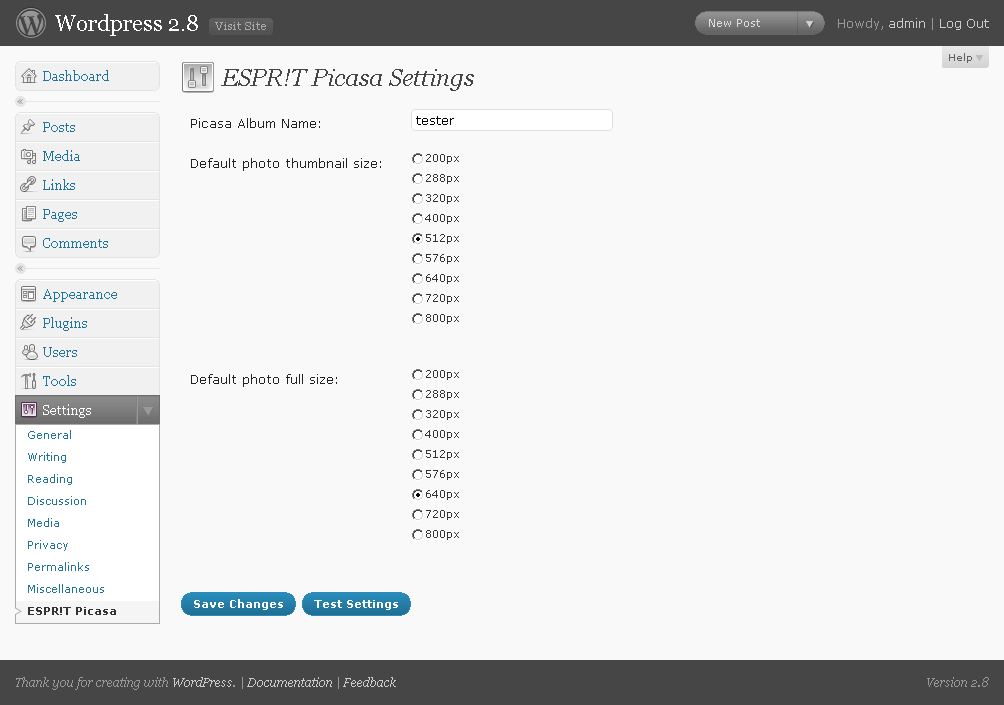 Wordpress 2.8 Visit Site New Post Howdy, admin | Log Out
Help
Dashboard
Posts
Media
Links
Pages
Comments
Appearance
Plugins
Users
Tools
Settings
General
Writing
Reading
Discussion
Media
Privacy
Permalinks
Miscellaneous
ESPR!T Picasa
ESPR!T Picasa Settings
Picasa Album Name: tester
Default photo thumbnail size:
200px
288px
320px
400px
512px
576px
640px
720px
800px
Default photo full size:
200px
288px
320px
400px
512px
576px
640px
720px
800px
Save Changes Test Settings
Thank you for creating with WordPress. | Documentation | Feedback Version 2.8